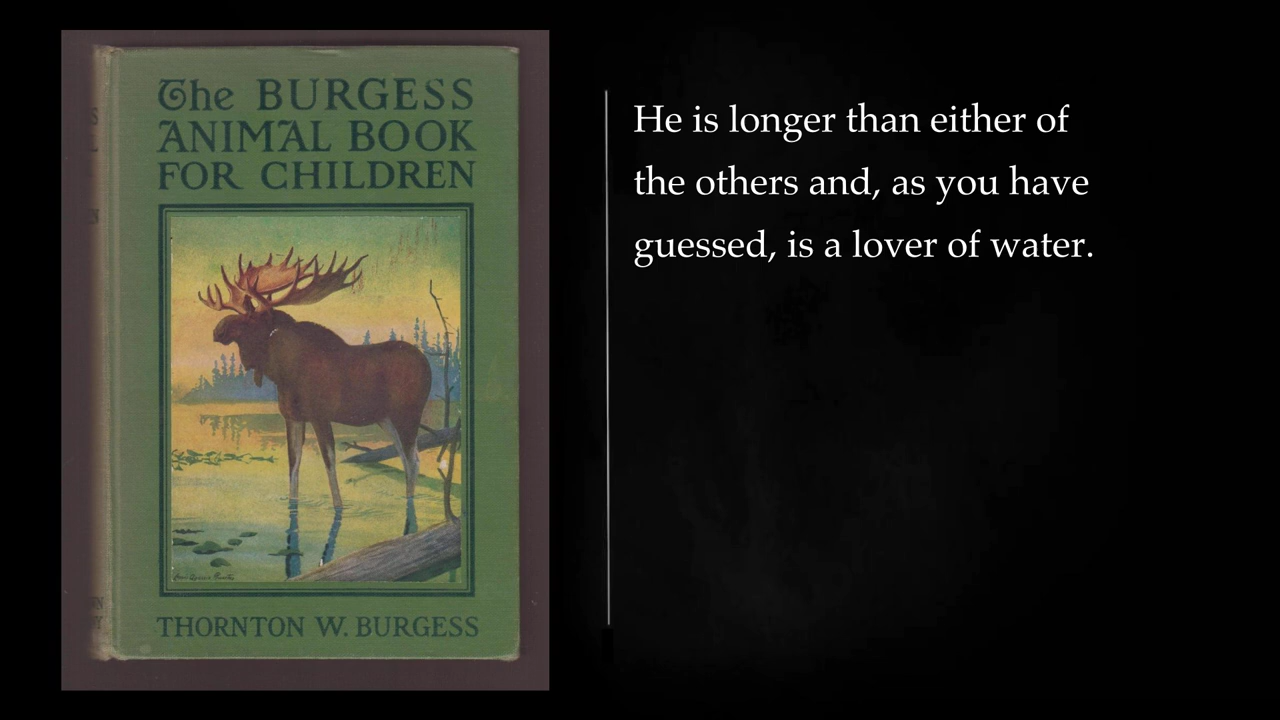 The BURGESS
ANIMAL BOOK
FOR CHILDREN
THORNTON W. BURGESS
He is longer than either of
the others and, as you have
guessed, is a lover of water.